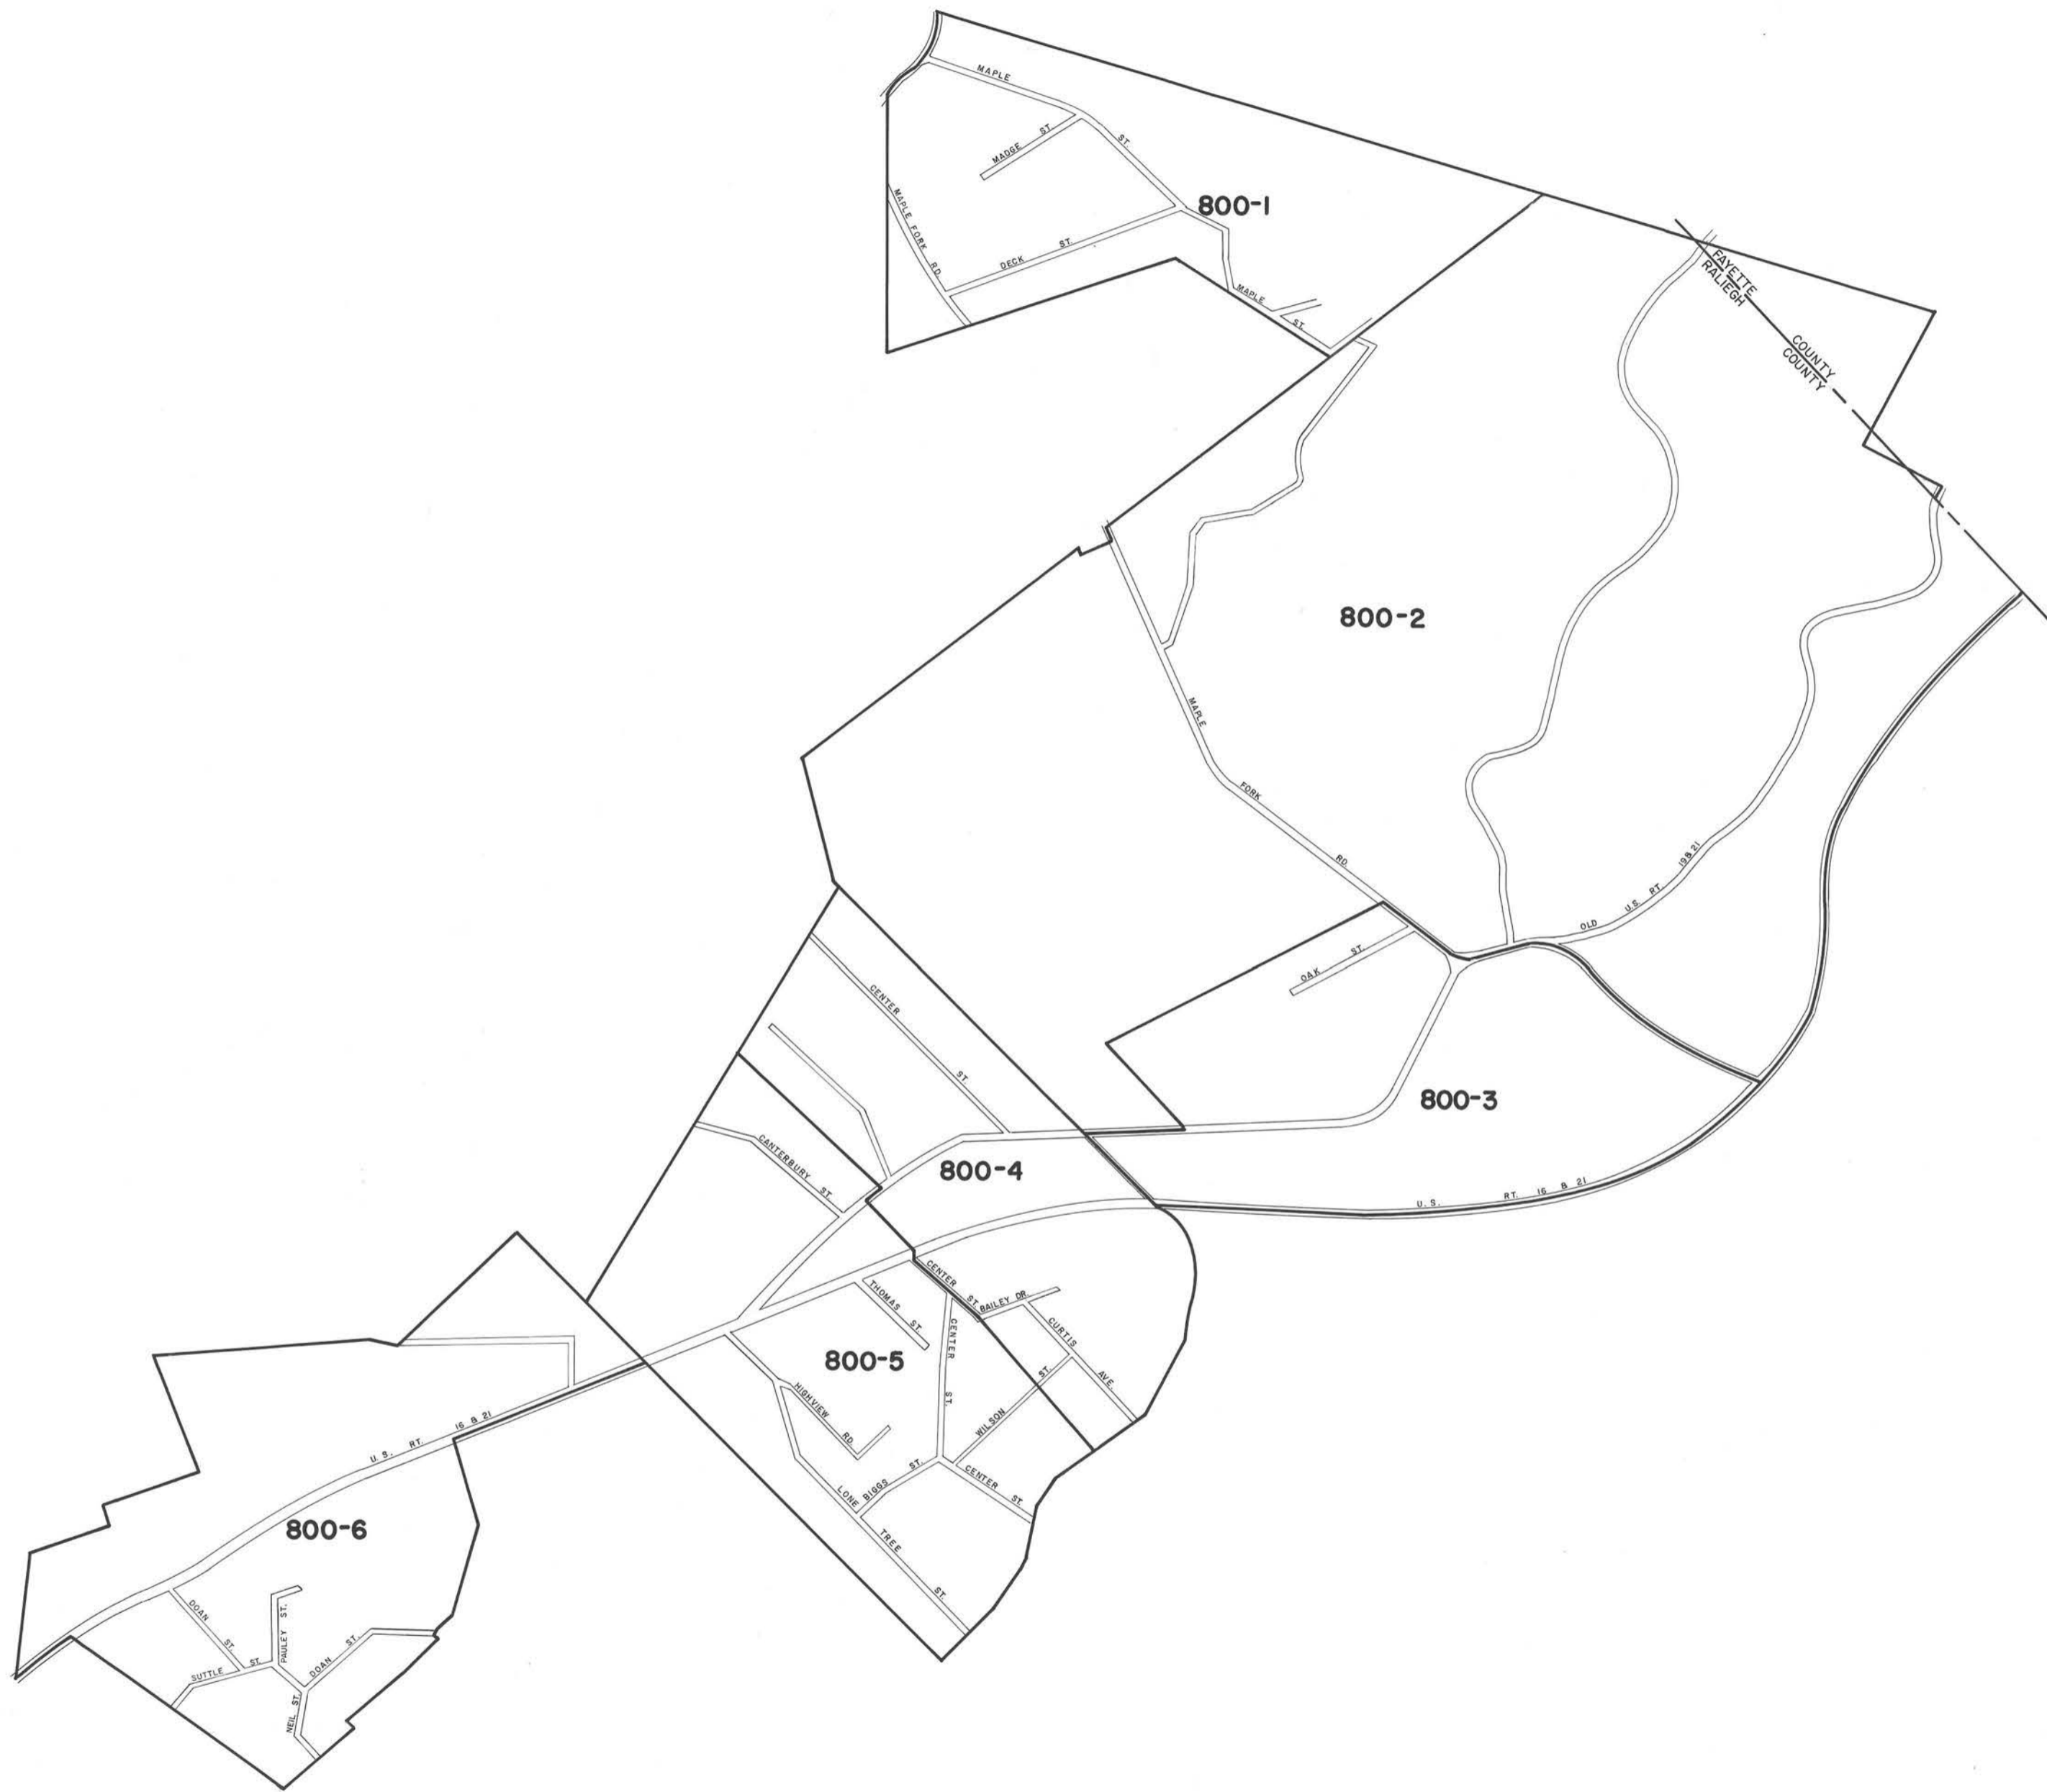 MAPLE ST.
MADGE ST.
800-1
MAPLE FORK RD.
DECK ST.
MAPLE ST.
FAYETTE COUNTY
RALIEGH COUNTY
800-2
MAPLE FORK RD.
OLD U.S. RT. 19 & 21
OAK ST.
CENTER ST.
800-3
CANTERBURY ST.
800-4
U.S. RT. 16 & 21
CENTER ST.
BAILEY DR.
THOMAS ST.
CURTIS AVE.
CENTER ST.
800-5
HIGHVIEW RD.
WILSON ST.
BIGGS ST.
CENTER ST.
LONE TREE ST.
U.S. RT. 16 & 21
800-6
DOAN ST.
PAULEY ST.
SUTTLE ST.
DOAN ST.
NEIL ST.